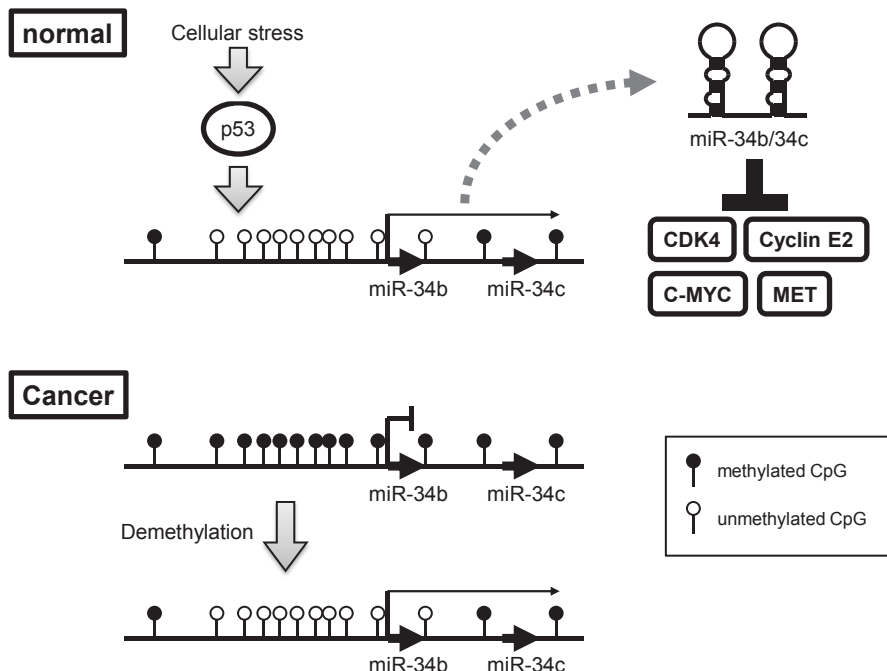 normal
Cellular stress
p53
miR-34b
miR-34c
miR-34b/34c
CDK4
Cyclin E2
C-MYC
MET
Cancer
miR-34b
miR-34c
methylated CpG
unmethylated CpG
Demethylation
miR-34b
miR-34c